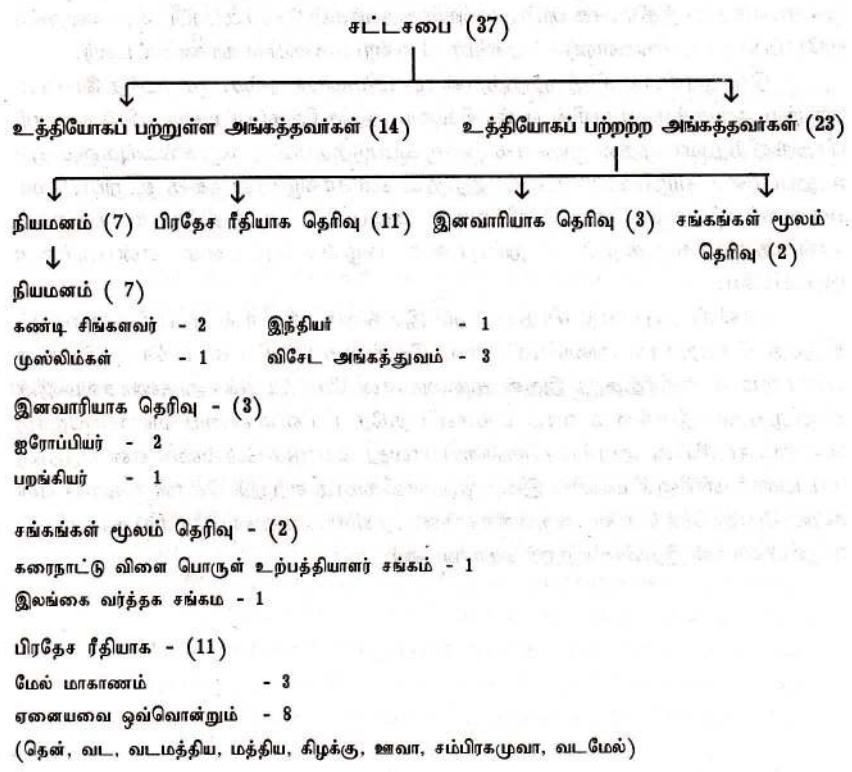 சட்டசபை (37)
உத்தியோகப் பற்றுள்ள அங்கத்தவர்கள் (14) உத்தியோகப் பற்றற்ற அங்கத்தவர்கள் (23)
நியமனம் (7) பிரதேச ரீதியாக தெரிவு (11) இனவாரியாக தெரிவு (3) சங்கங்கள் மூலம்
தெரிவு (2)
நியமனம் ( 7)
கண்டி சிங்களவர் - 2 இந்தியர் - 1
முஸ்லிம்கள் - 1 விசேட அங்கத்துவம் - 3
இனவாரியாக தெரிவு - (3)
ஐரோப்பியர் - 2
பறங்கியர் - 1
சங்கங்கள் மூலம் தெரிவு - (2)
கரைநாட்டு விளை பொருள் உற்பத்தியாளர் சங்கம் - 1
இலங்கை வர்த்தக சங்கம - 1
பிரதேச ரீதியாக - (11)
மேல் மாகாணம் - 3
ஏனையவை ஒவ்வொன்றும் - 8
(தென், வட, வடமத்திய, மத்திய, கிழக்கு, ஊவா, சம்பிரகமுவா, வடமேல்)